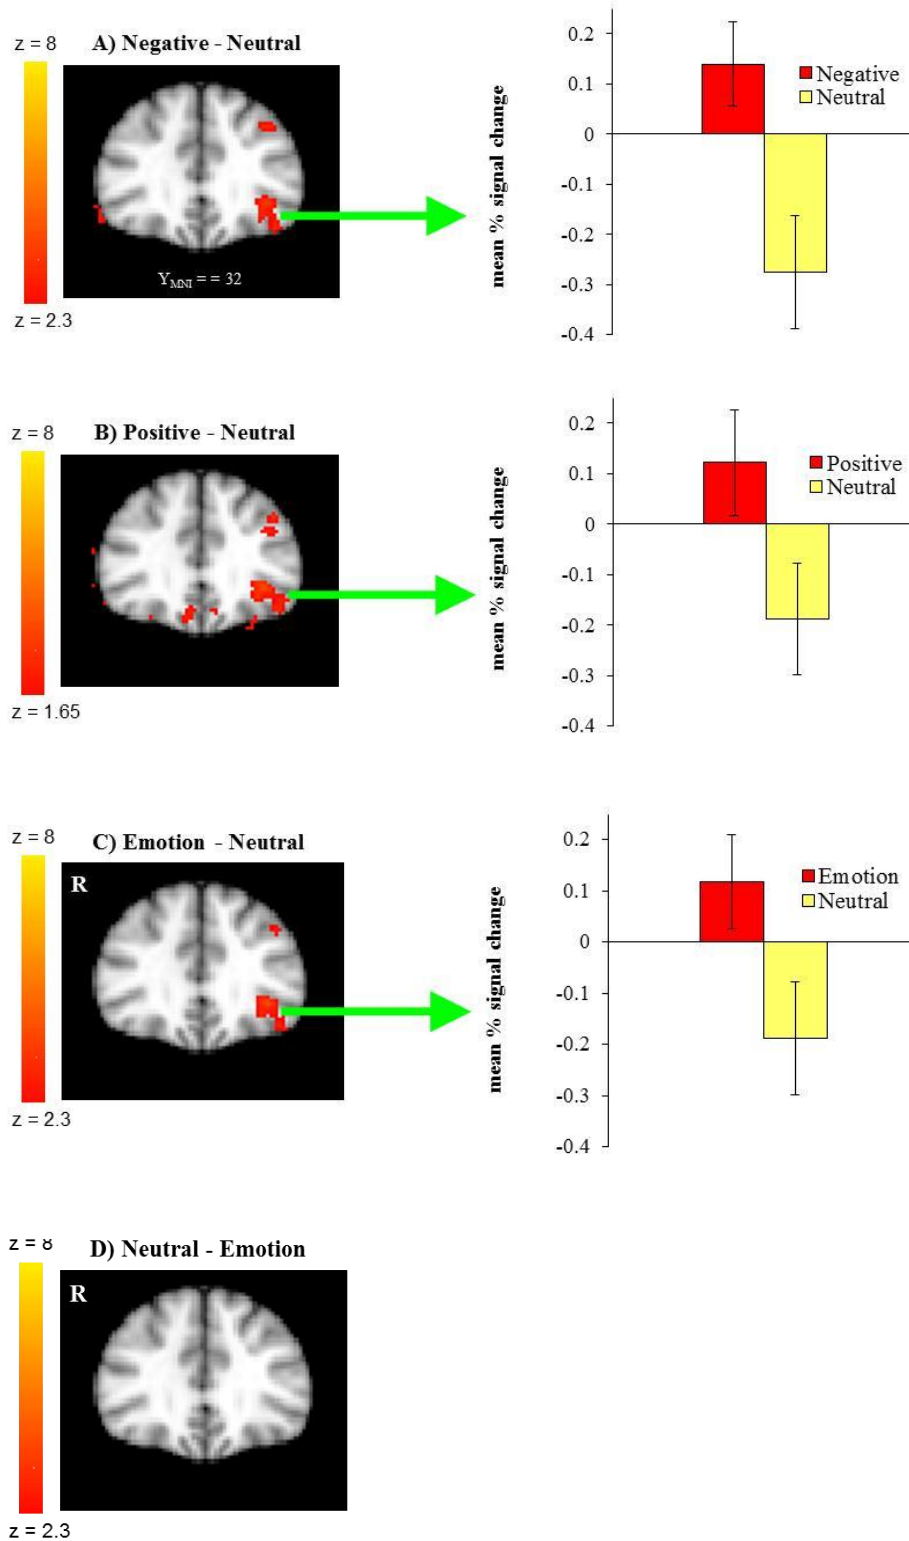 z = 8
A) Negative - Neutral
Y_MNI = = 32
z = 2.3
mean % signal change
0.2
0.1
0
-0.1
-0.2
-0.3
-0.4
Negative
Neutral
z = 8
B) Positive - Neutral
z = 1.65
mean % signal change
0.2
0.1
0
-0.1
-0.2
-0.3
-0.4
Positive
Neutral
z = 8
C) Emotion - Neutral
R
z = 2.3
mean % signal change
0.2
0.1
0
-0.1
-0.2
-0.3
-0.4
Emotion
Neutral
z = 8
D) Neutral - Emotion
R
z = 2.3